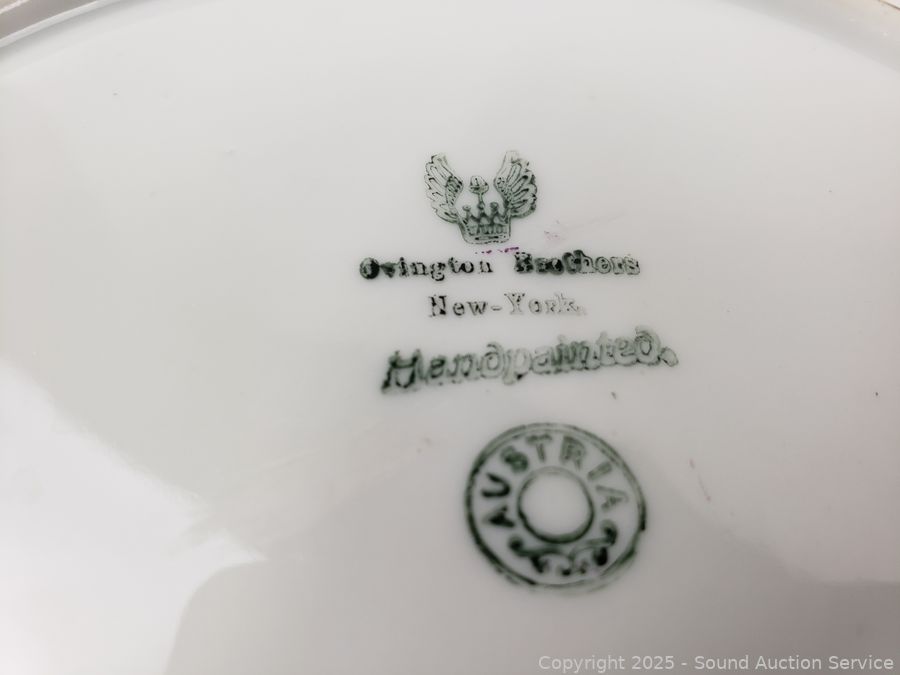 Ovington Brothers
New-York.
Handpainted.
AUSTRIA
Copyright 2025 - Sound Auction Service